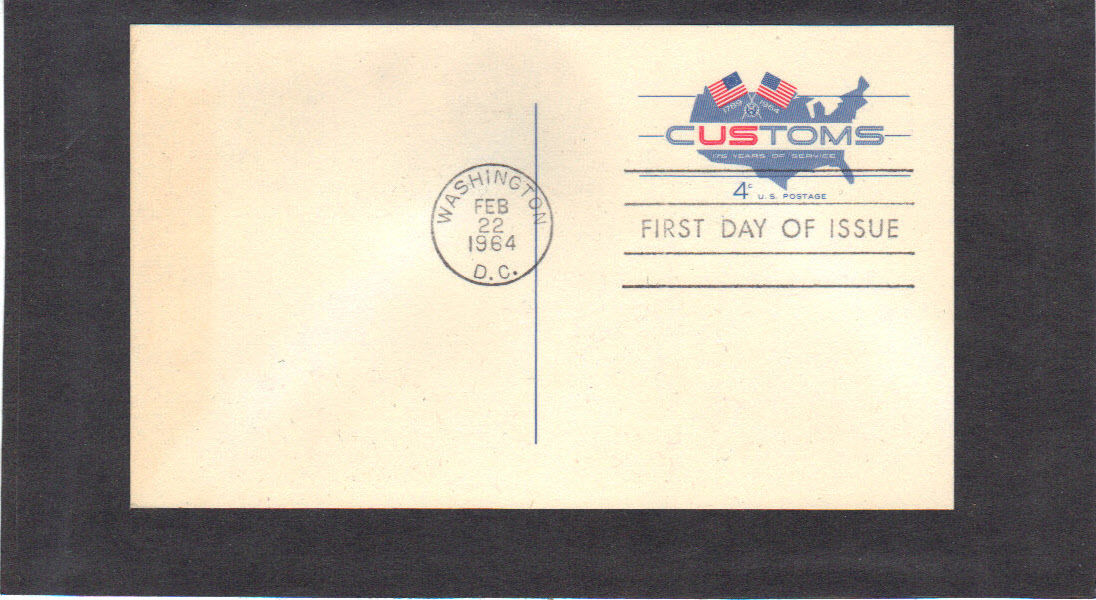 1789 1964
CUSTOMS
175 YEARS OF SERVICE
4c U.S. POSTAGE
WASHINGTON
FEB
22
1964
D.C.
FIRST DAY OF ISSUE